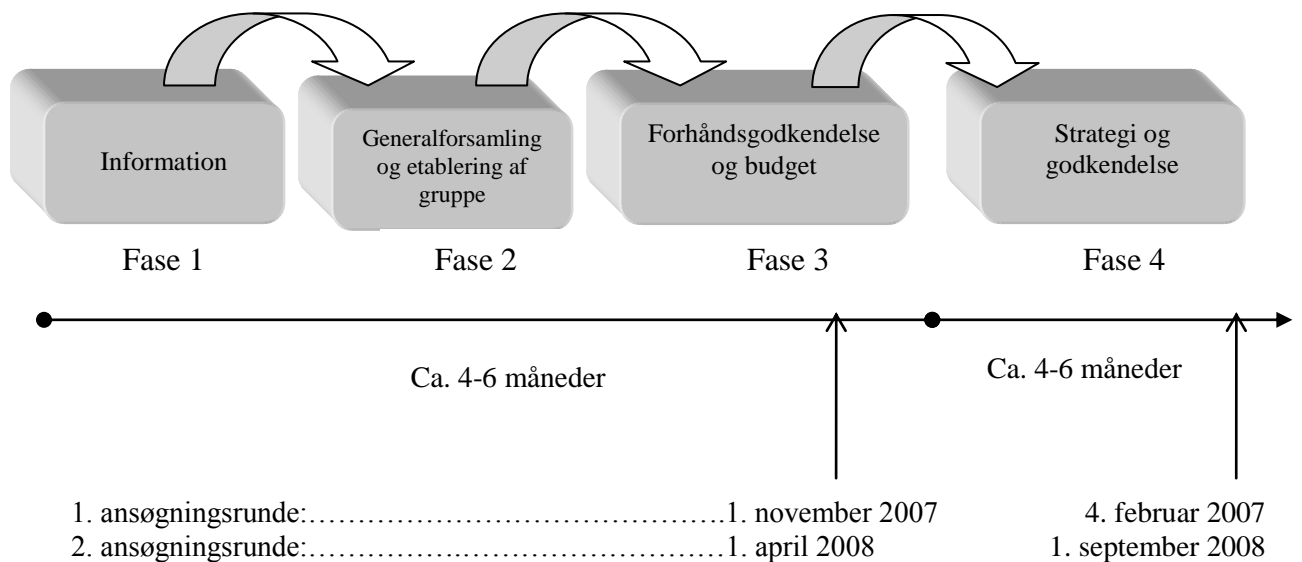 Information
Generalforsamling
og etablering af
gruppe
Forhåndsgodkendelse
og budget
Strategi og
godkendelse
Fase 1
Fase 2
Fase 3
Fase 4
Ca. 4-6 måneder
Ca. 4-6 måneder
1. ansøgningsrunde:…………………………………………..1. november 2007 4. februar 2007
2. ansøgningsrunde:…………………………………………..1. april 2008 1. september 2008